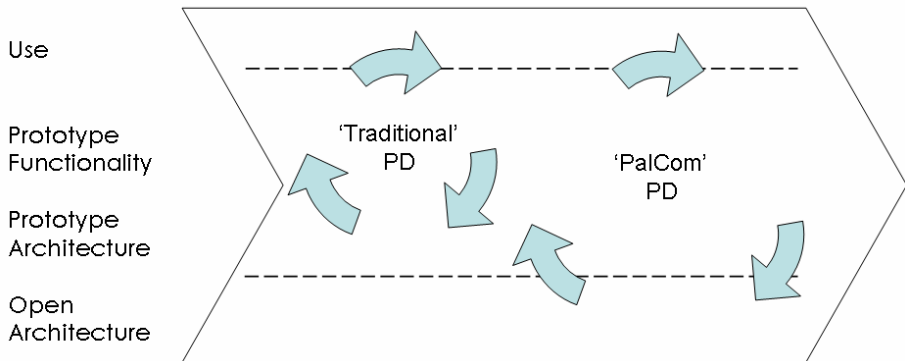 Use
Prototype
Functionality
Prototype
Architecture
Open
Architecture
‘Traditional’
PD
‘PalCom’
PD